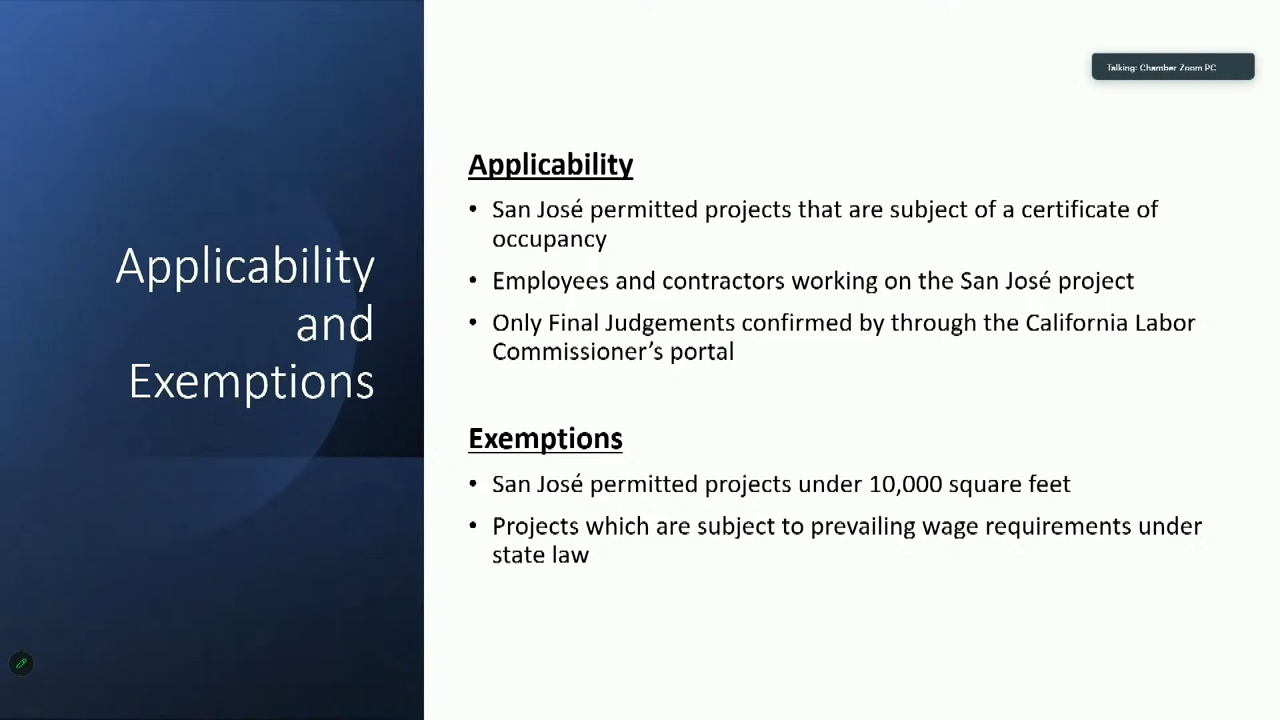 Talking: Chamber Zoom PC
Applicability
and
Exemptions
Applicability
• San José permitted projects that are subject of a certificate of
occupancy
• Employees and contractors working on the San José project
• Only Final Judgements confirmed by through the California Labor
Commissioner’s portal
Exemptions
• San José permitted projects under 10,000 square feet
• Projects which are subject to prevailing wage requirements under
state law